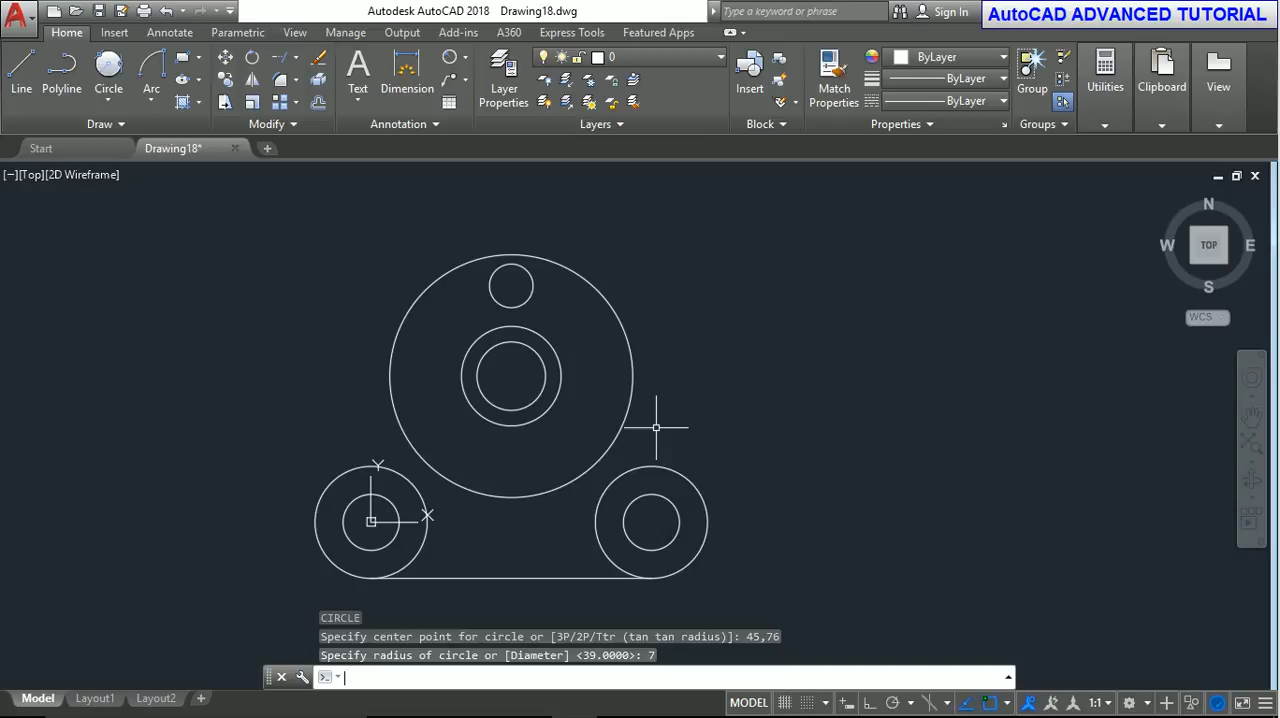 Autodesk AutoCAD 2018 Drawing18.dwg
Type a keyword or phrase
Sign In
AutoCAD ADVANCED TUTORIAL
Home Insert Annotate Parametric View Manage Output Add-ins A360 Express Tools Featured Apps
0
ByLayer
ByLayer
ByLayer
Line Polyline Circle Arc
Text Dimension
Layer
Properties
Insert
Match
Properties
Group
Utilities Clipboard View
Draw Modify Annotation Layers Block Properties Groups
Start Drawing18*
[−][Top][2D Wireframe]
N
W TOP E
S
WCS
Y
X
CIRCLE
Specify center point for circle or [3P/2P/Ttr (tan tan radius)]: 45,76
Specify radius of circle or [Diameter] <39.0000>: 7
Model Layout1 Layout2
MODEL
1:1